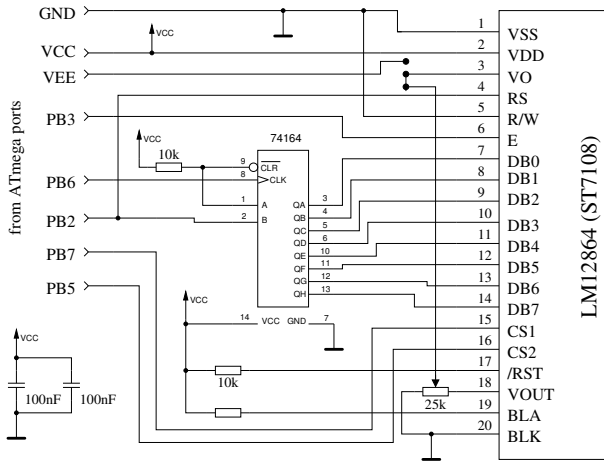 GND
VCC
VEE
PB3
PB6
PB2
PB7
PB5
from ATmega ports
VCC
VCC
10k
74164
9
CLR
8
CLK
1
A
2
B
QA
3
QB
4
QC
5
QD
6
QE
10
QF
11
QG
12
QH
13
VCC
14
VCC
GND
7
10k
25k
VCC
100nF
100nF
1
VSS
2
VDD
3
VO
4
RS
5
R/W
6
E
7
DB0
8
DB1
9
DB2
10
DB3
11
DB4
12
DB5
13
DB6
14
DB7
15
CS1
16
CS2
17
/RST
18
VOUT
19
BLA
20
BLK
LM12864 (ST7108)